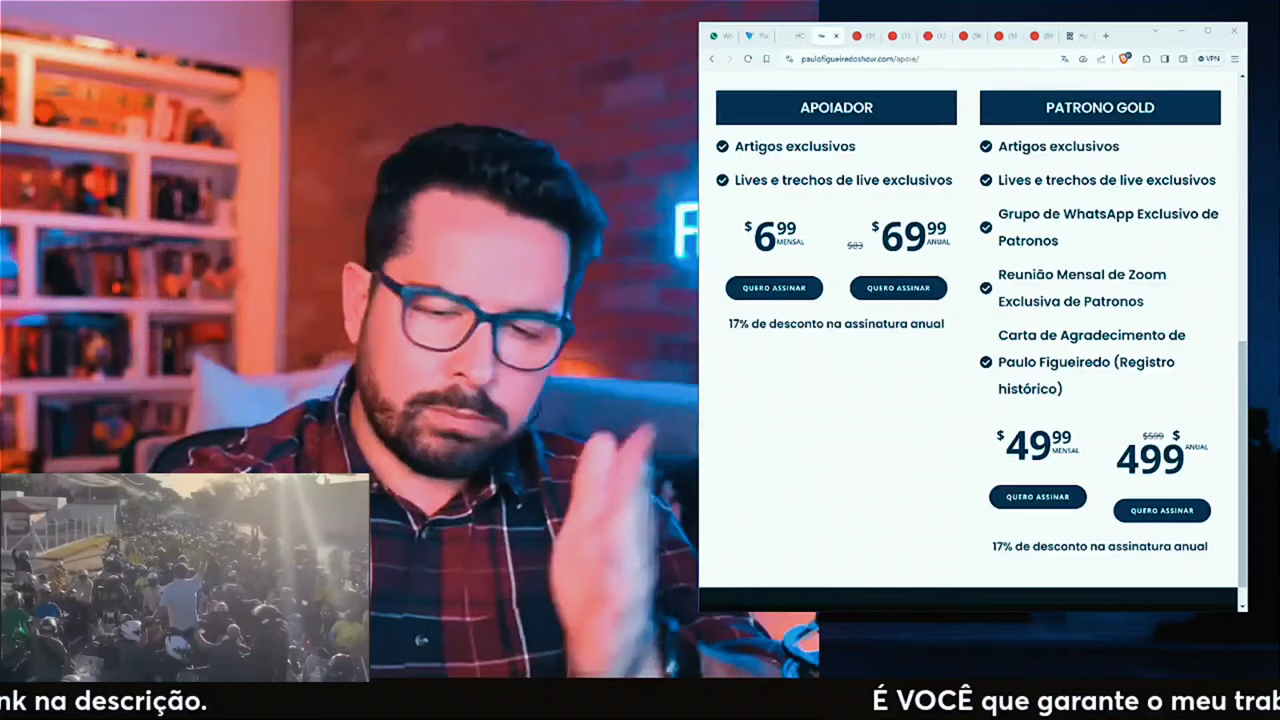 paulofigueiredoshow.com/apoie/
VPN
APOIADOR
Artigos exclusivos
Lives e trechos de live exclusivos
$6 99 MENSAL
$83 $69 99 ANUAL
QUERO ASSINAR
QUERO ASSINAR
17% de desconto na assinatura anual
PATRONO GOLD
Artigos exclusivos
Lives e trechos de live exclusivos
Grupo de WhatsApp Exclusivo de
Patronos
Reunião Mensal de Zoom
Exclusiva de Patronos
Carta de Agradecimento de
Paulo Figueiredo (Registro
histórico)
$49 99 MENSAL
$599 $499 ANUAL
QUERO ASSINAR
QUERO ASSINAR
17% de desconto na assinatura anual
nk na descrição.
É VOCÊ que garante o meu trab